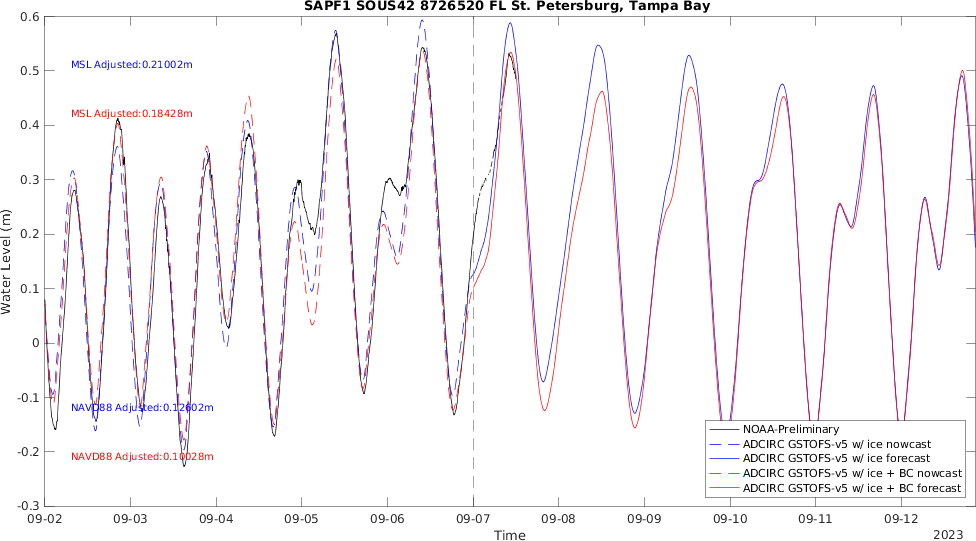 SAPF1 SOUS42 8726520 FL St. Petersburg, Tampa Bay
0.6
0.5
0.4
0.3
0.2
0.1
0
-0.1
-0.2
-0.3
Water Level (m)
MSL Adjusted:0.21002m
MSL Adjusted:0.18428m
NAVD88 Adjusted:0.12602m
NAVD88 Adjusted:0.10028m
NOAA-Preliminary
ADCIRC GSTOFS-v5 w/ ice nowcast
ADCIRC GSTOFS-v5 w/ ice forecast
ADCIRC GSTOFS-v5 w/ ice + BC nowcast
ADCIRC GSTOFS-v5 w/ ice + BC forecast
09-02 09-03 09-04 09-05 09-06 09-07 09-08 09-09 09-10 09-11 09-12
Time
2023